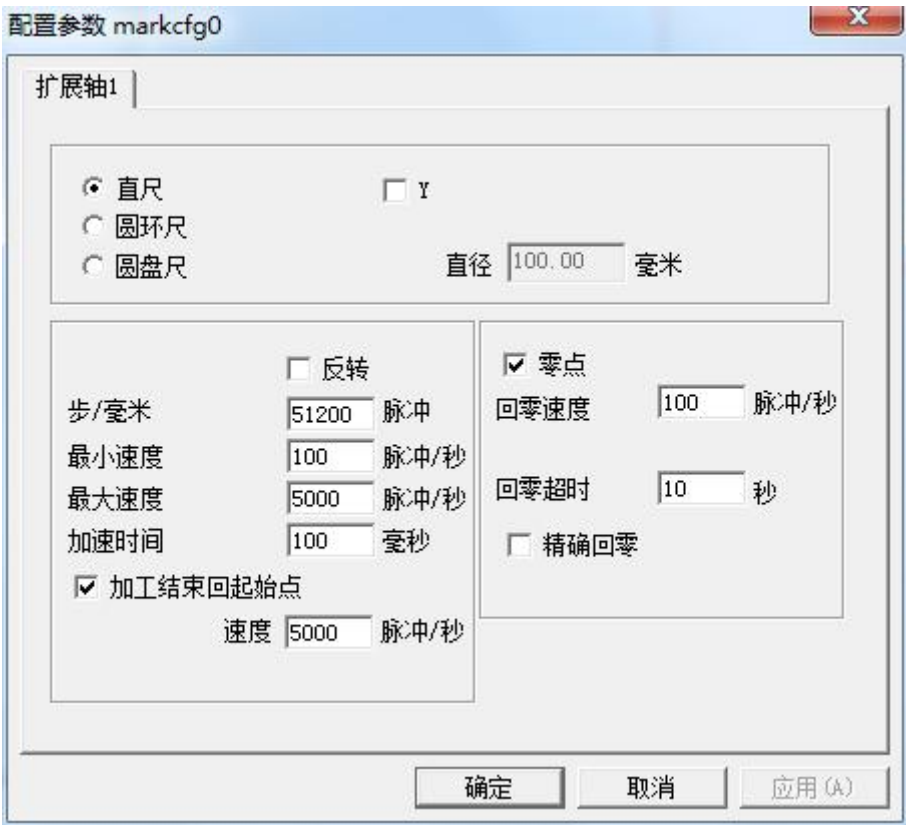 配置参数 markcfg0
扩展轴1
直尺
Y
圆环尺
圆盘尺
直径 100.00 毫米
反转
步/毫米 51200 脉冲
最小速度 100 脉冲/秒
最大速度 5000 脉冲/秒
加速时间 100 毫秒
加工结束回起始点
速度 5000 脉冲/秒
零点
回零速度 100 脉冲/秒
回零超时 10 秒
精确回零
确定
取消
应用(A)